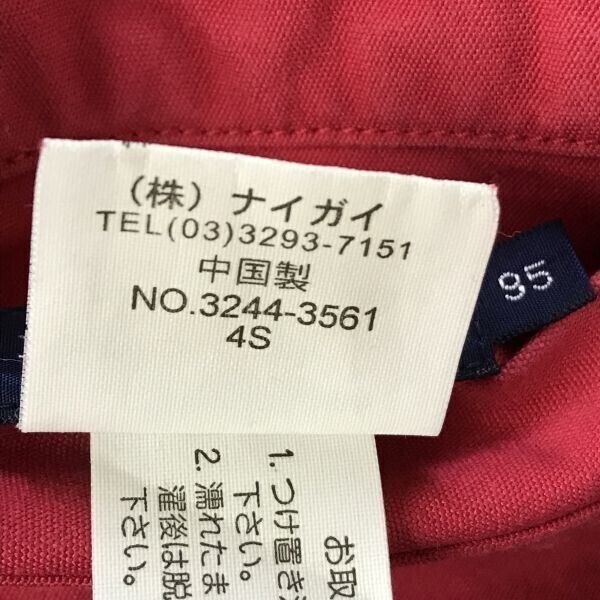 (株) ナイガイ
TEL(03)3293-7151
中国製
NO.3244-3561
4S
95
お取
1. つけ置き
下さい。
2. 濡れたま
濯後は脱
下さい。